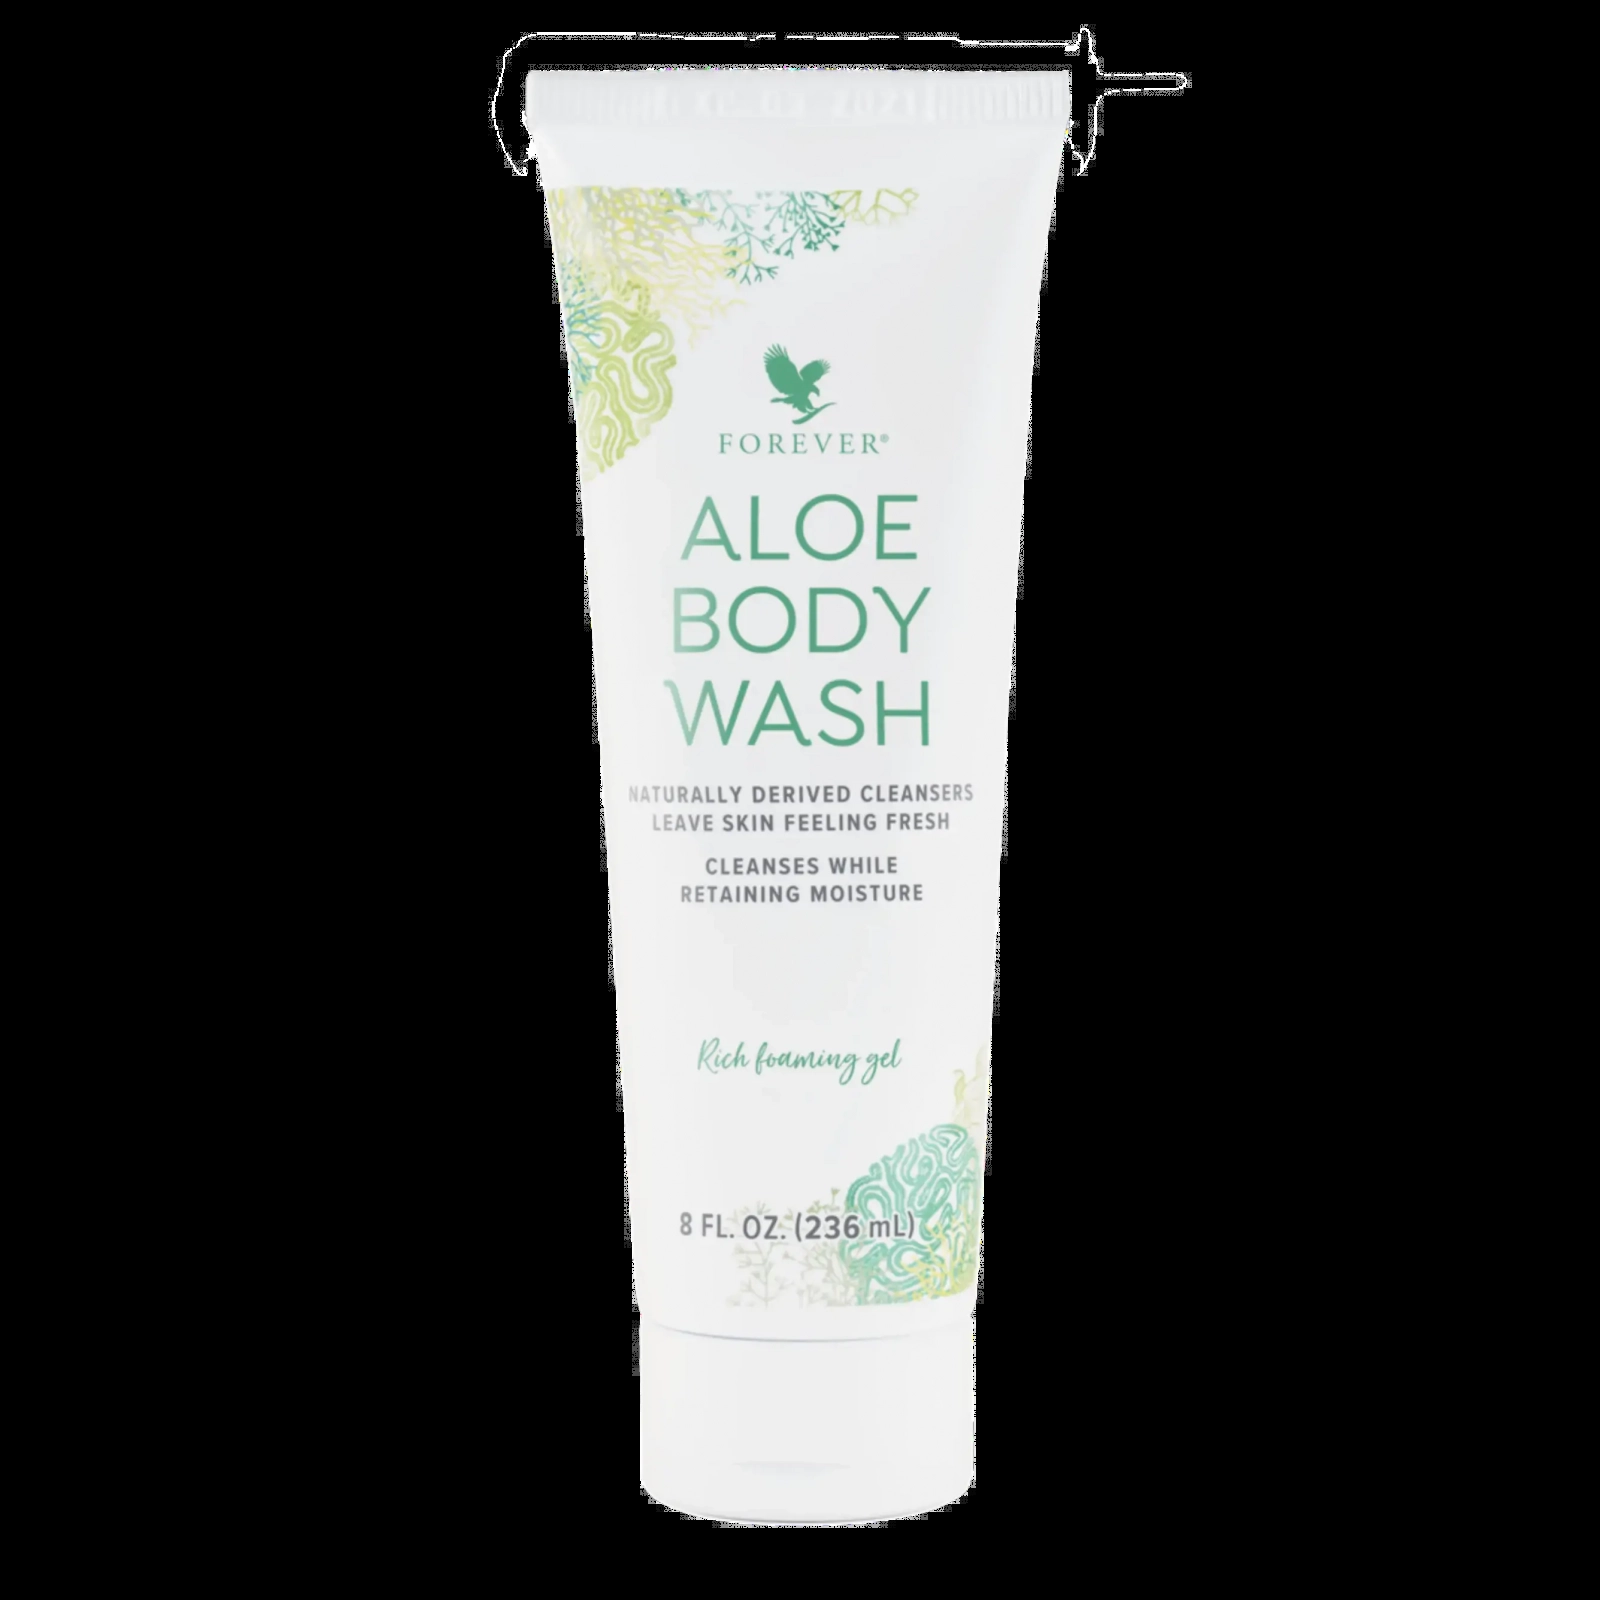 FOREVER®
ALOE
BODY
WASH
NATURALLY DERIVED CLEANSERS
LEAVE SKIN FEELING FRESH
CLEANSES WHILE
RETAINING MOISTURE
Rich foaming gel
8 FL. OZ. (236 mL)